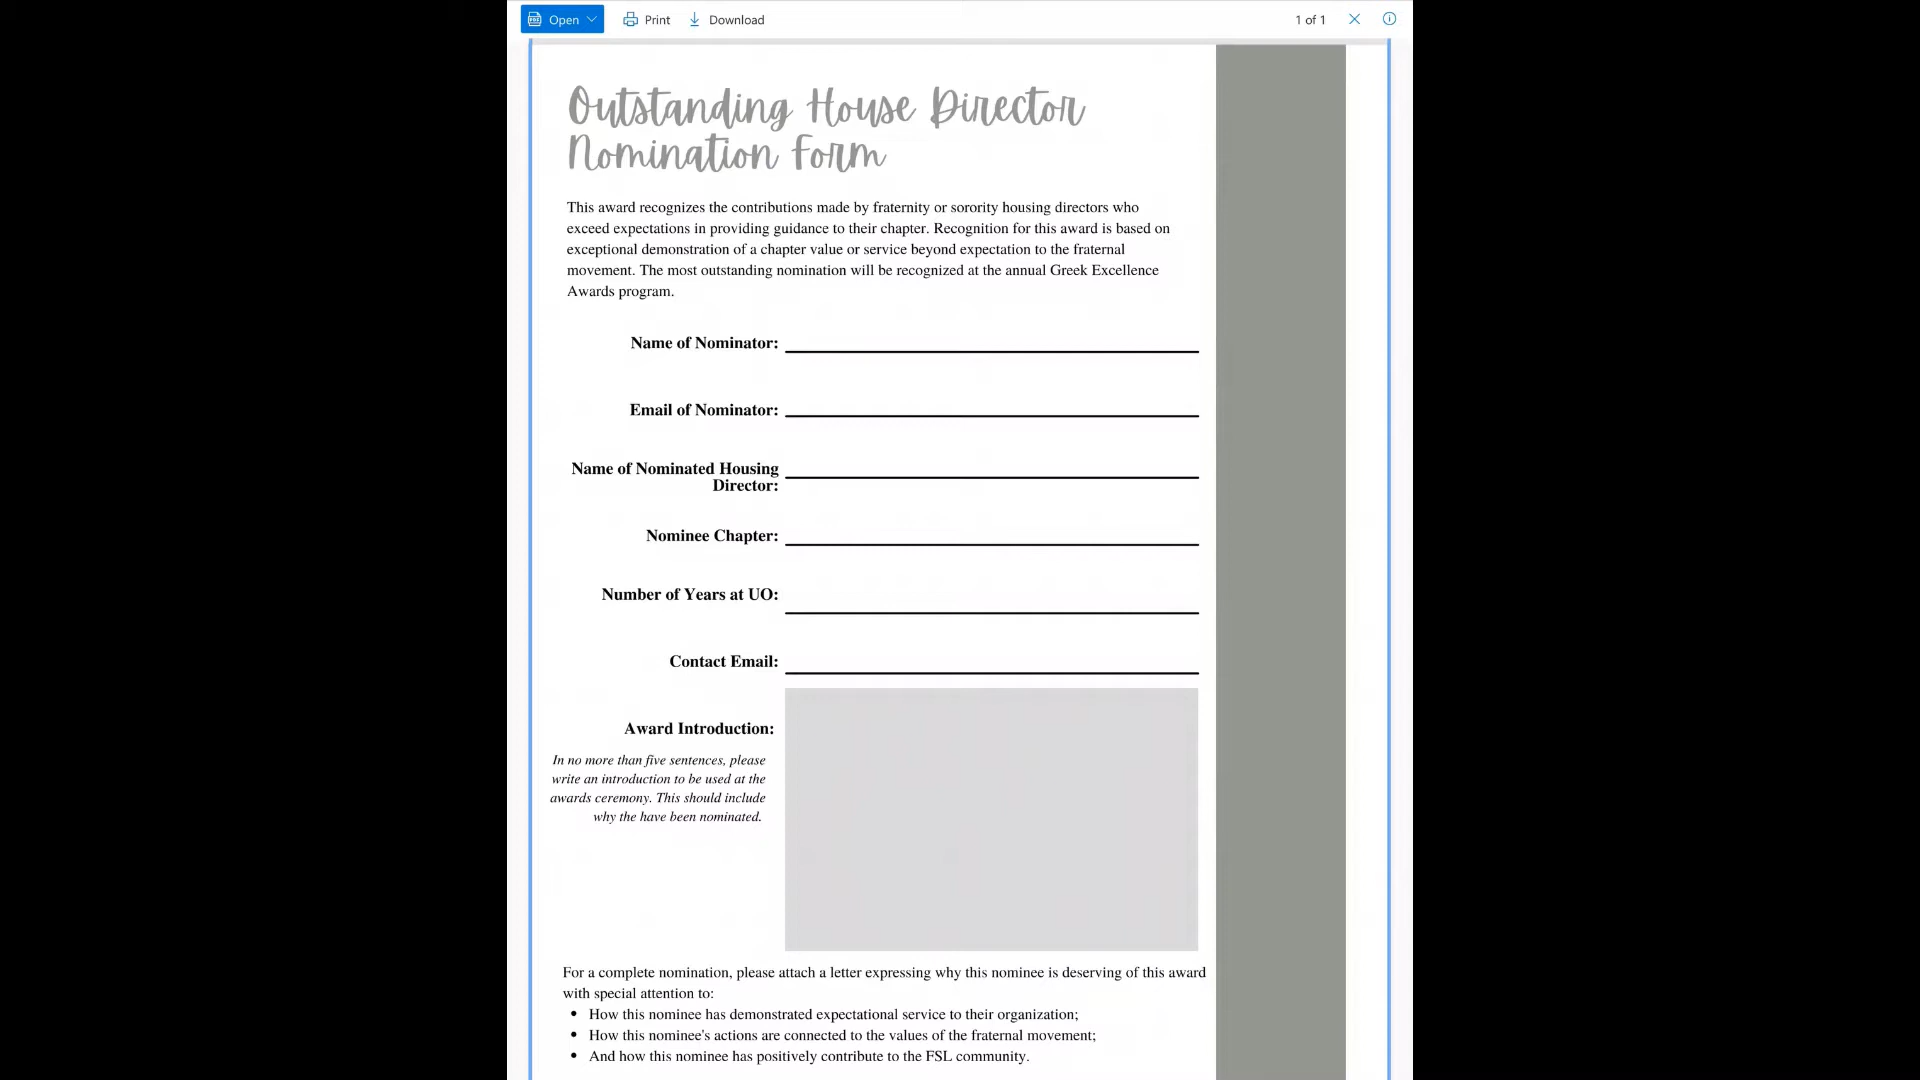 Open
Print
Download
1 of 1
Outstanding House Director
Nomination Form
This award recognizes the contributions made by fraternity or sorority housing directors who
exceed expectations in providing guidance to their chapter. Recognition for this award is based on
exceptional demonstration of a chapter value or service beyond expectation to the fraternal
movement. The most outstanding nomination will be recognized at the annual Greek Excellence
Awards program.
Name of Nominator:
Email of Nominator:
Name of Nominated Housing
Director:
Nominee Chapter:
Number of Years at UO:
Contact Email:
Award Introduction:
In no more than five sentences, please
write an introduction to be used at the
awards ceremony. This should include
why the have been nominated.
For a complete nomination, please attach a letter expressing why this nominee is deserving of this award
with special attention to:
• How this nominee has demonstrated expectational service to their organization;
• How this nominee's actions are connected to the values of the fraternal movement;
• And how this nominee has positively contribute to the FSL community.